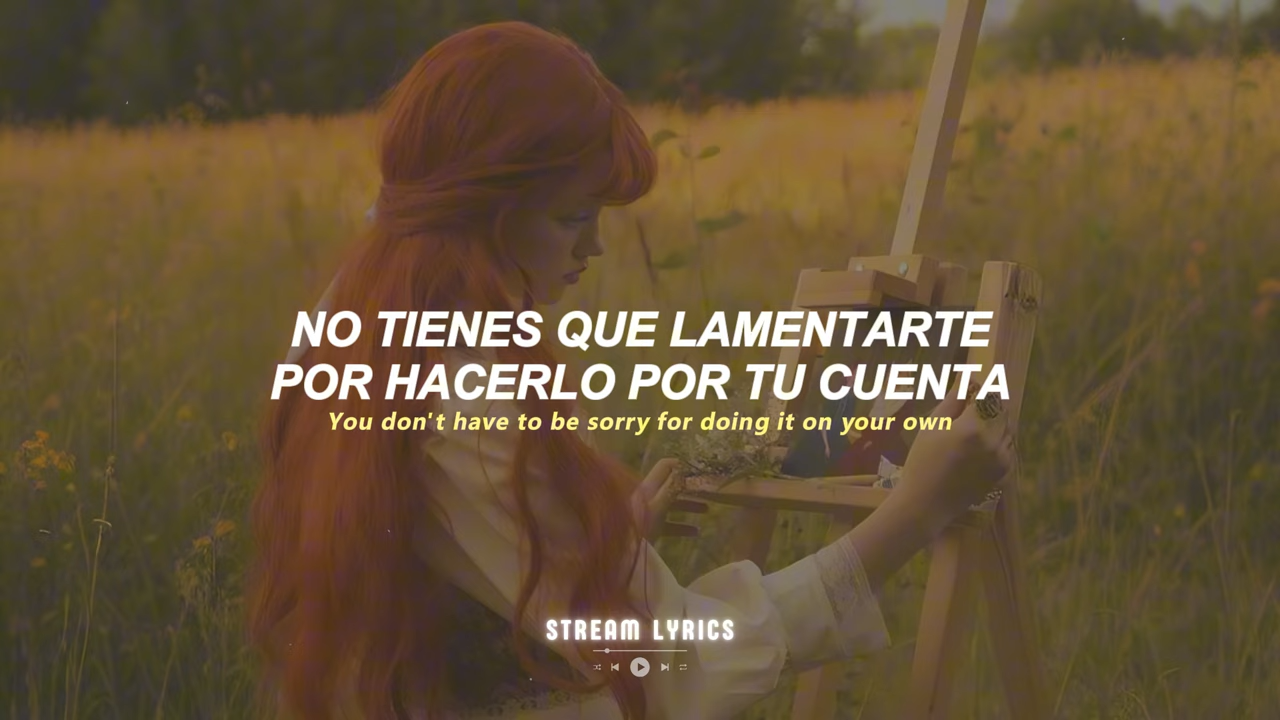 NO TIENES QUE LAMENTARTE
POR HACERLO POR TU CUENTA
You don't have to be sorry for doing it on your own
STREAM LYRICS